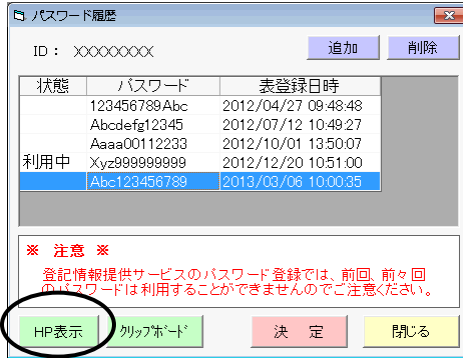 パスワード履歴
ID： XXXXXXXX 追加 削除
状態 パスワード 表登録日時
123456789Abc 2012/04/27 09:48:48
Abcdefg12345 2012/07/12 10:49:27
Aaaa00112233 2012/10/01 13:50:07
利用中 Xyz999999999 2012/12/20 10:51:00
Abc123456789 2013/03/06 10:00:35
※ 注意 ※
登記情報提供サービスのパスワード登録では、前回、前々回
のパスワードは利用することができませんのでご注意ください。
HP表示 クリップボード 決 定 閉じる